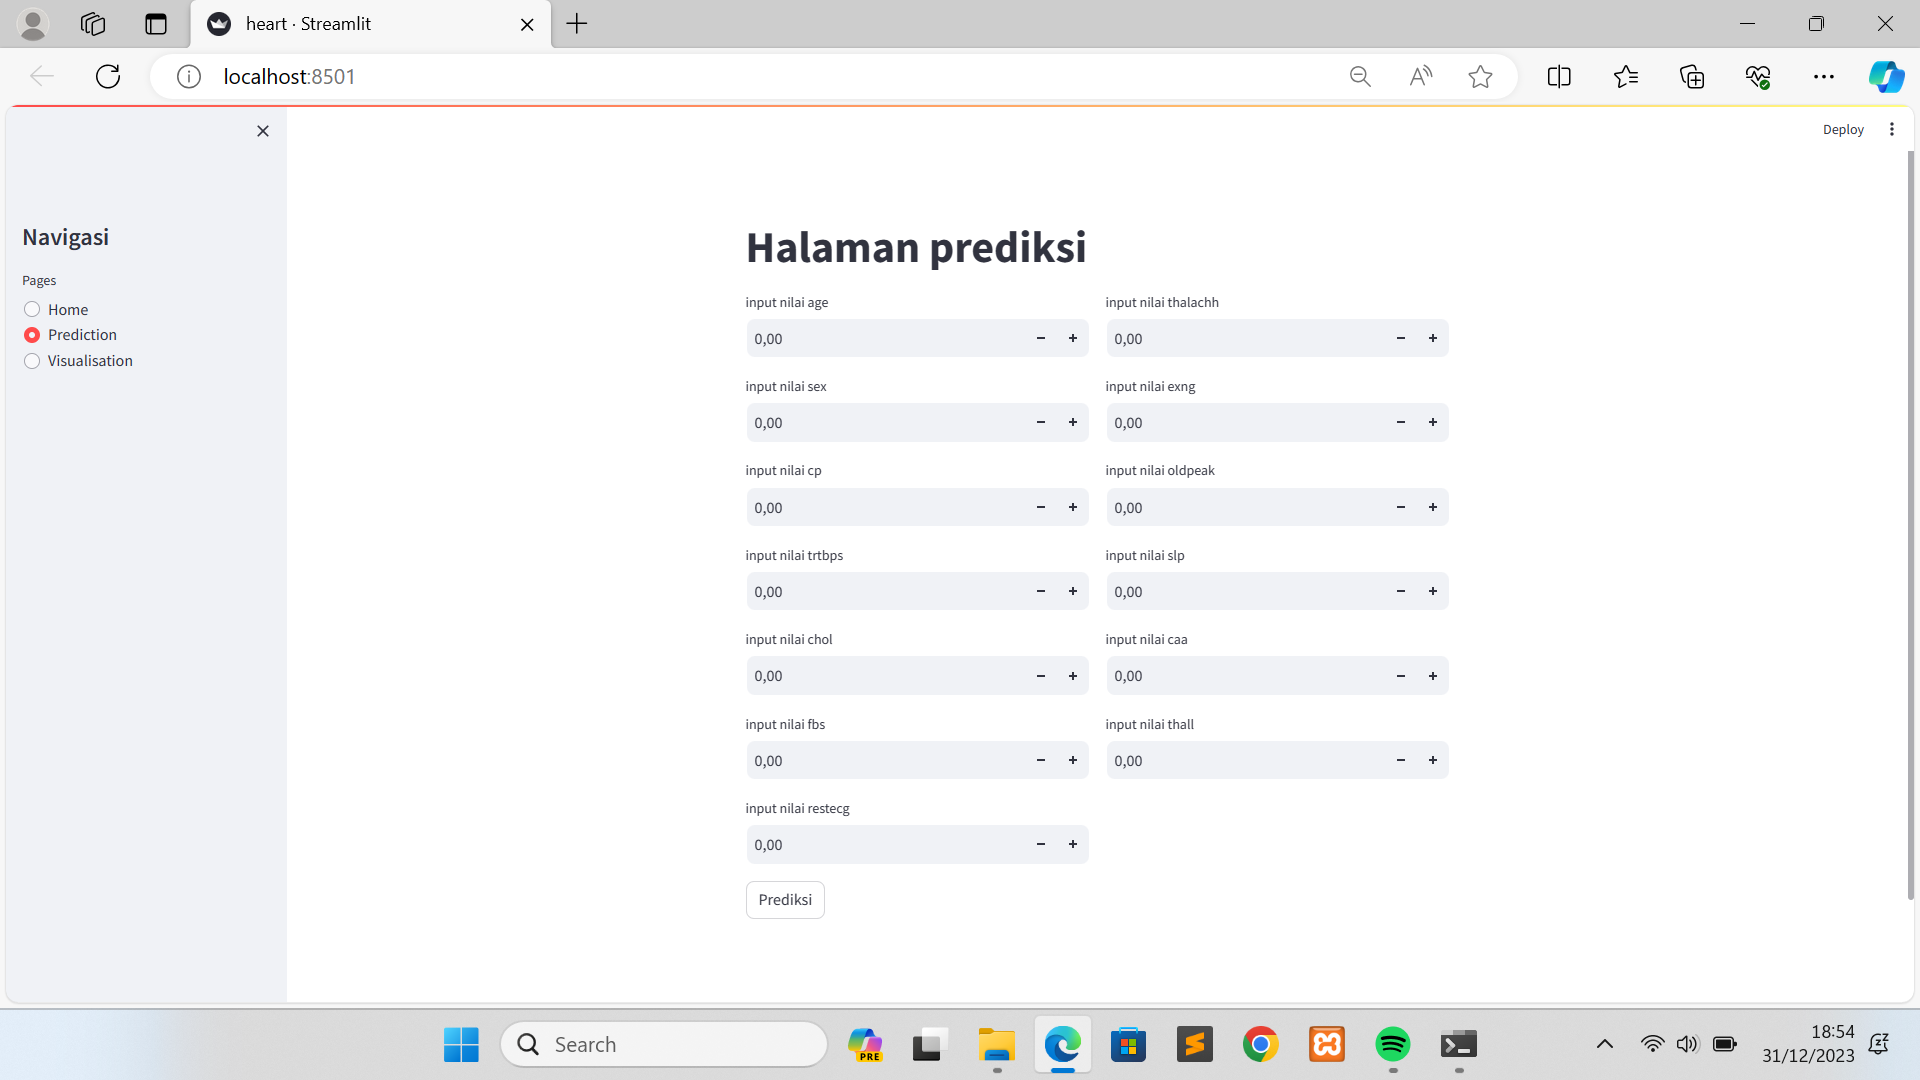 heart · Streamlit
localhost:8501
Deploy
Navigasi
Pages
Home
Prediction
Visualisation
Halaman prediksi
input nilai age
0,00
input nilai sex
0,00
input nilai cp
0,00
input nilai trtbps
0,00
input nilai chol
0,00
input nilai fbs
0,00
input nilai restecg
0,00
input nilai thalachh
0,00
input nilai exng
0,00
input nilai oldpeak
0,00
input nilai slp
0,00
input nilai caa
0,00
input nilai thall
0,00
Prediksi
Search
PRE
18:54
31/12/2023